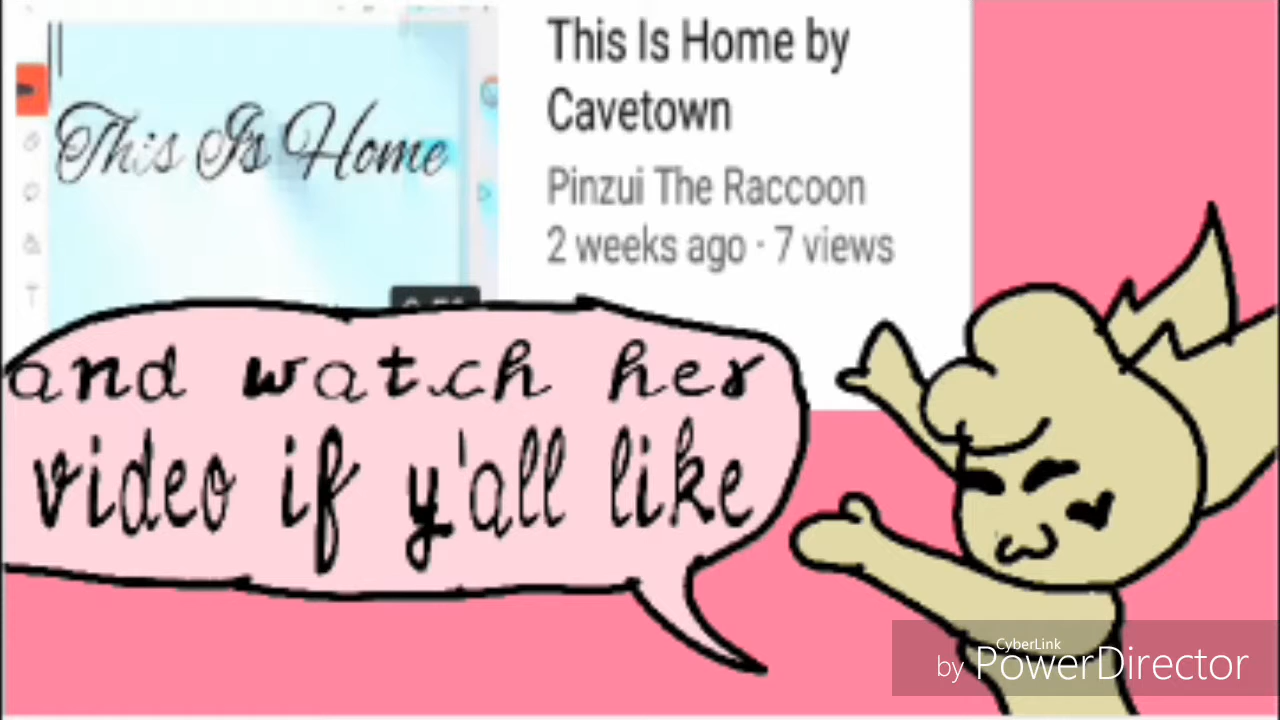 This Is Home
This Is Home by
Cavetown
Pinzui The Raccoon
2 weeks ago · 7 views
and watch her
video if y'all like
CyberLink
by PowerDirector